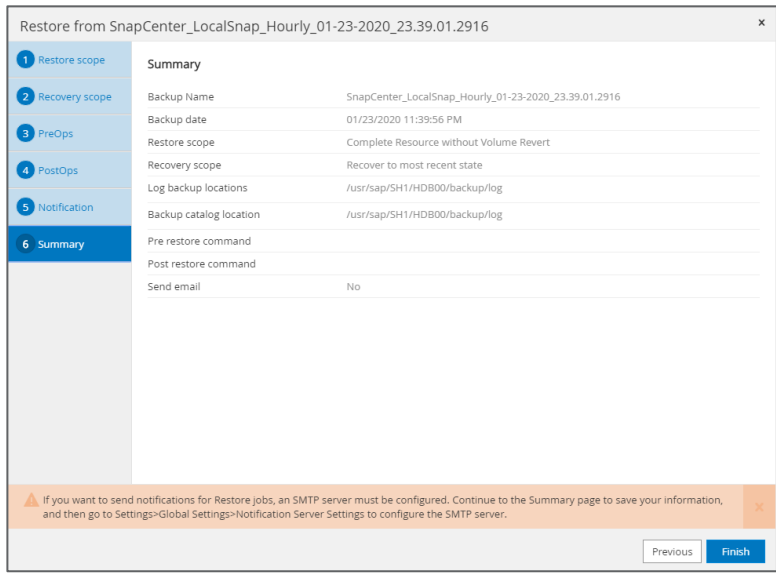 Restore from SnapCenter_LocalSnap_Hourly_01-23-2020_23.39.01.2916
x
1 Restore scope
2 Recovery scope
3 PreOps
4 PostOps
5 Notification
6 Summary
Summary
Backup Name SnapCenter_LocalSnap_Hourly_01-23-2020_23.39.01.2916
Backup date 01/23/2020 11:39:56 PM
Restore scope Complete Resource without Volume Revert
Recovery scope Recover to most recent state
Log backup locations /usr/sap/SH1/HDB00/backup/log
Backup catalog location /usr/sap/SH1/HDB00/backup/log
Pre restore command
Post restore command
Send email No
If you want to send notifications for Restore jobs, an SMTP server must be configured. Continue to the Summary page to save your information,
and then go to Settings>Global Settings>Notification Server Settings to configure the SMTP server.
x
Previous Finish